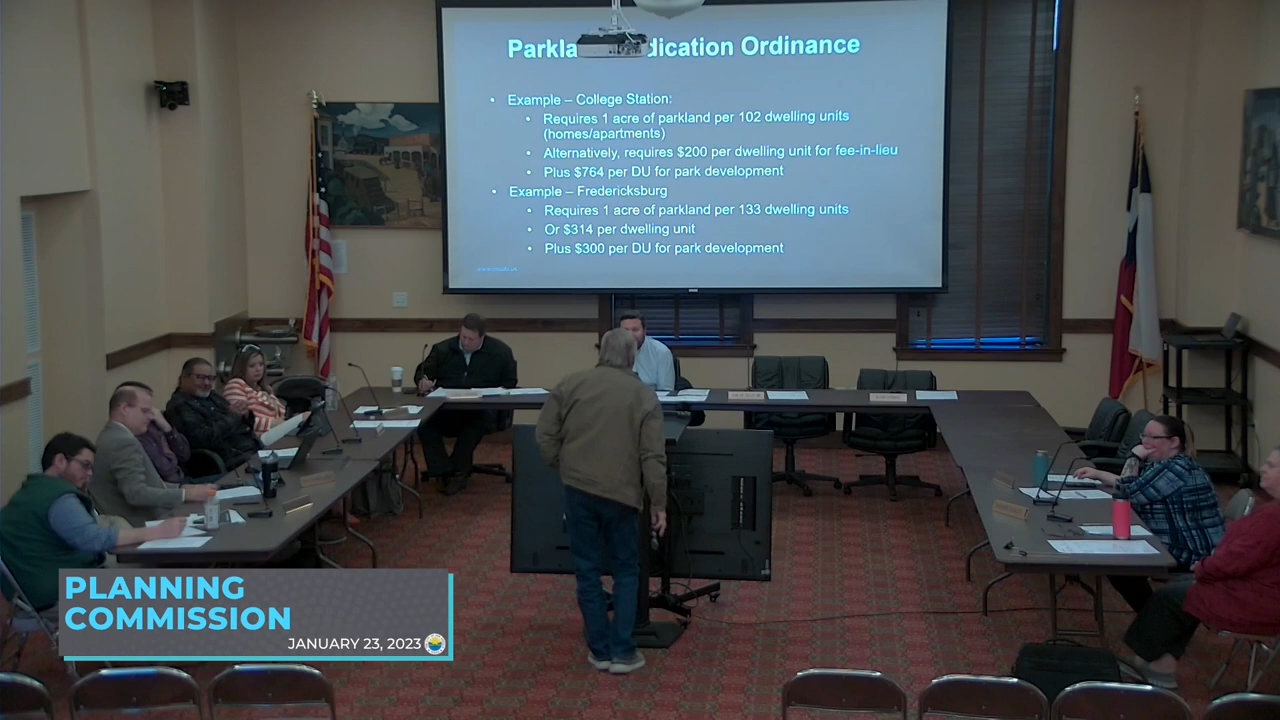 Parkla dication Ordinance
• Example – College Station:
• Requires 1 acre of parkland per 102 dwelling units
(homes/apartments)
• Alternatively, requires $200 per dwelling unit for fee-in-lieu
• Plus $764 per DU for park development
• Example – Fredericksburg
• Requires 1 acre of parkland per 133 dwelling units
• Or $314 per dwelling unit
• Plus $300 per DU for park development
PLANNING
COMMISSION
JANUARY 23, 2023